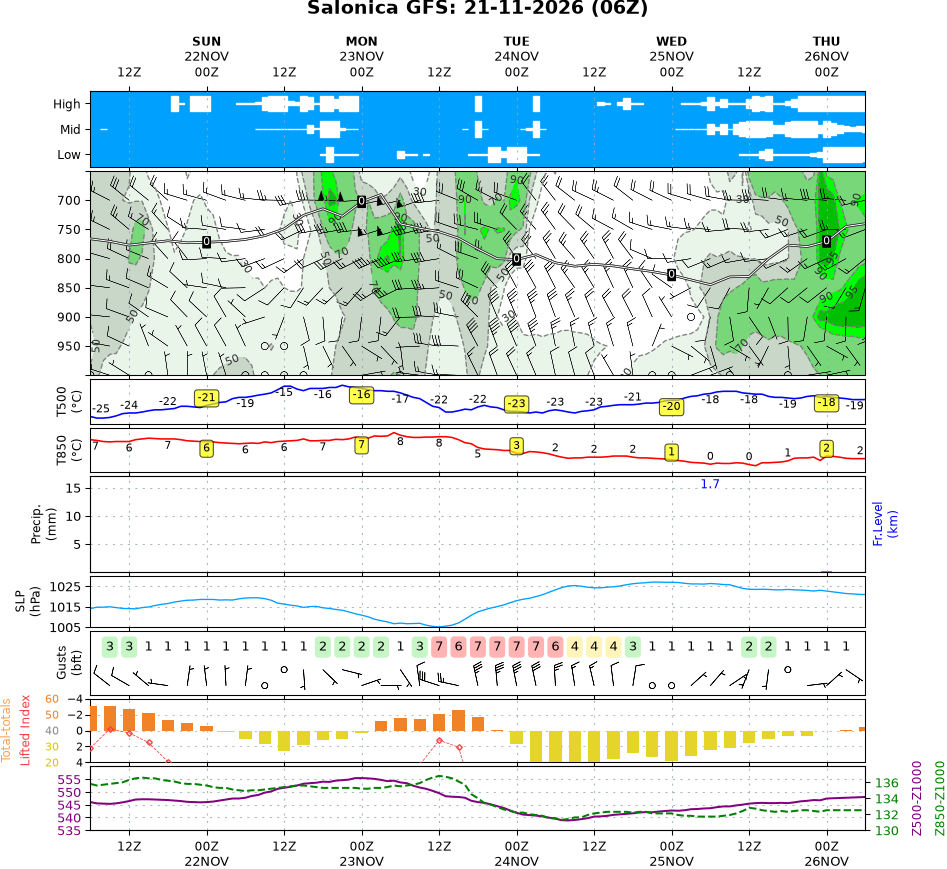 Salonica GFS: 21-11-2026 (06Z)
SUN MON TUE WED THU
22NOV 23NOV 24NOV 25NOV 26NOV
12Z 00Z 12Z 00Z 12Z 00Z 12Z 00Z 12Z 00Z
High
Mid
Low
700
750
800
850
900
950
30 50 70 90
0 0 0 0 0
T500 (°C)
-25 -24 -22 -21 -19 -15 -16 -16 -17 -22 -22 -23 -23 -23 -21 -20 -18 -18 -19 -18 -19
T850 (°C)
7 6 7 6 6 6 7 7 8 8 5 3 2 2 2 1 0 0 1 2 2
1.7
Precip. (mm)
15
10
5
Fr.Level (km)
SLP (hPa)
1025
1015
1005
Gusts (bft)
3 3 1 1 1 1 1 1 1 1 1 2 2 2 2 1 3 7 6 7 7 7 7 6 4 4 4 3 1 1 1 1 1 2 2 1 1 1 1
Total-totals
Lifted Index
60 −4
50 −2
40 0
30 2
20 4
555
550
545
540
535
136
134
132
130
Z500-Z1000
Z850-Z1000
12Z 00Z 12Z 00Z 12Z 00Z 12Z 00Z 12Z 00Z
22NOV 23NOV 24NOV 25NOV 26NOV